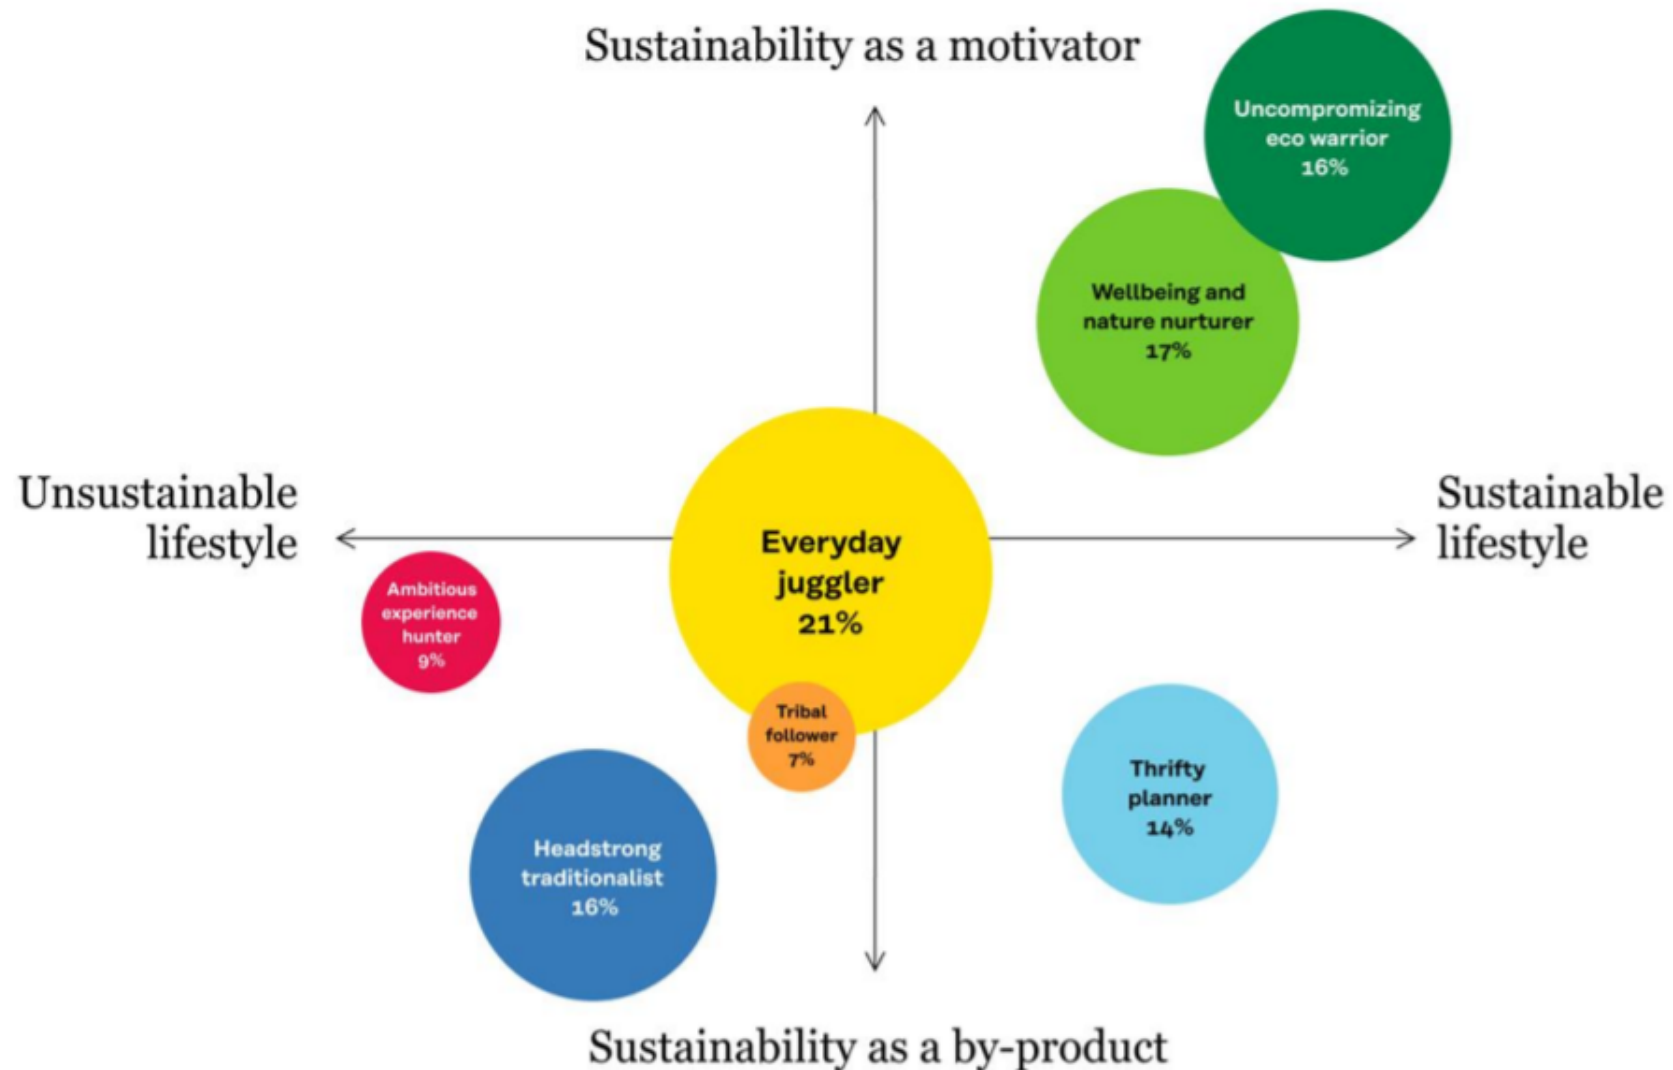 Sustainability as a motivator
Uncompromizing
eco warrior
16%
Wellbeing and
nature nurturer
17%
Unsustainable
lifestyle
Sustainable
lifestyle
Everyday
juggler
21%
Ambitious
experience
hunter
9%
Tribal
follower
7%
Thrifty
planner
14%
Headstrong
traditionalist
16%
Sustainability as a by-product